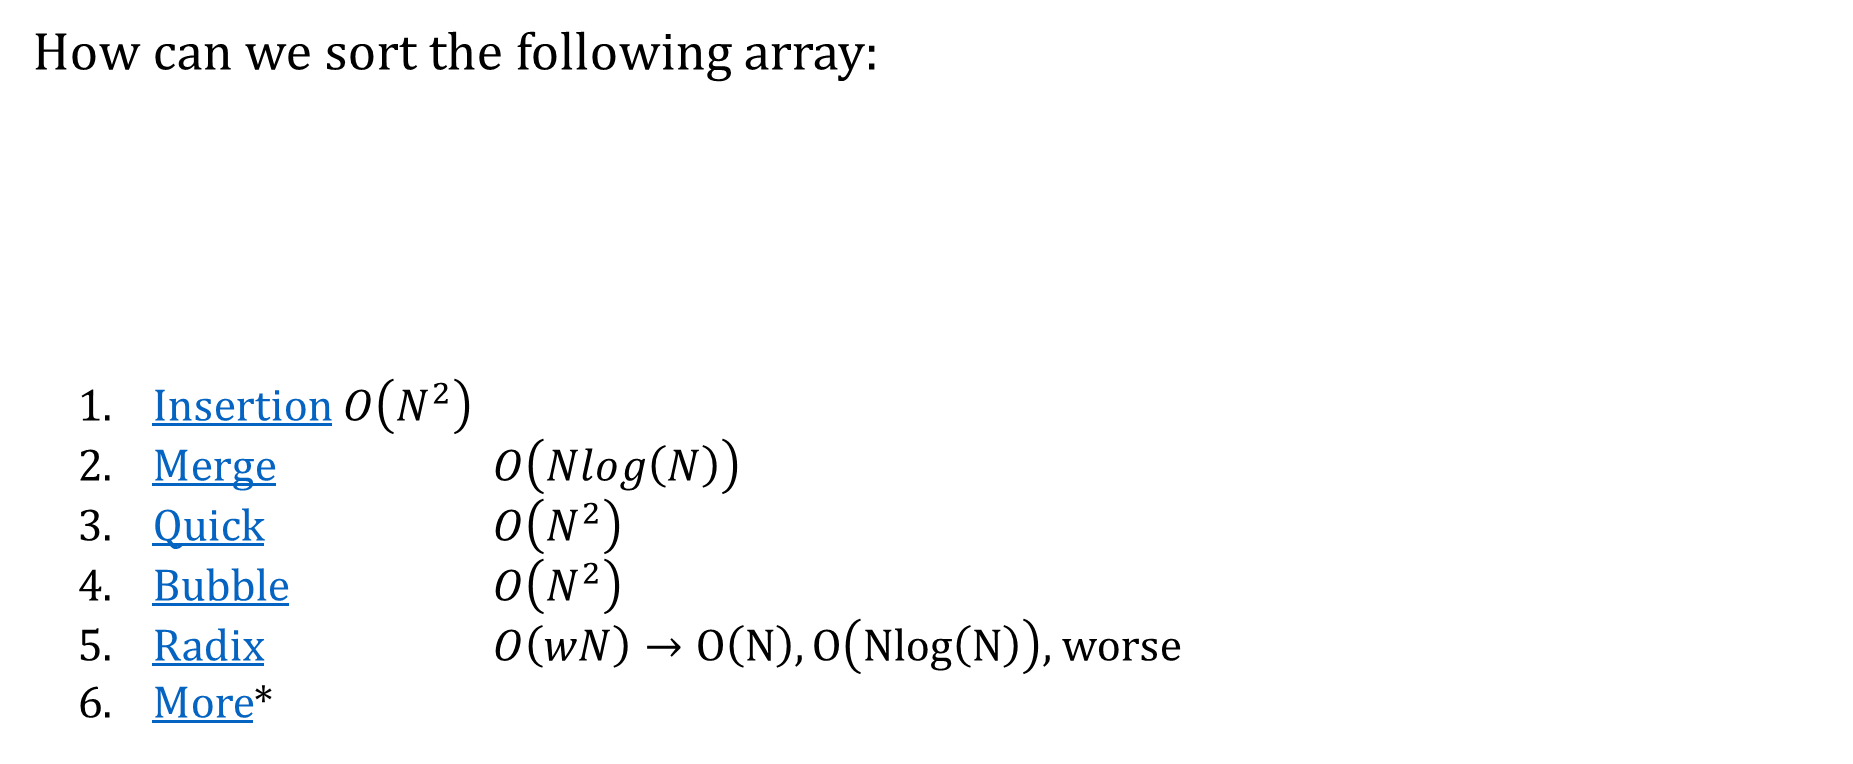 How can we sort the following array:
1. Insertion O(N²)
2. Merge O(Nlog(N))
3. Quick O(N²)
4. Bubble O(N²)
5. Radix O(wN) → O(N), O(Nlog(N)), worse
6. More*